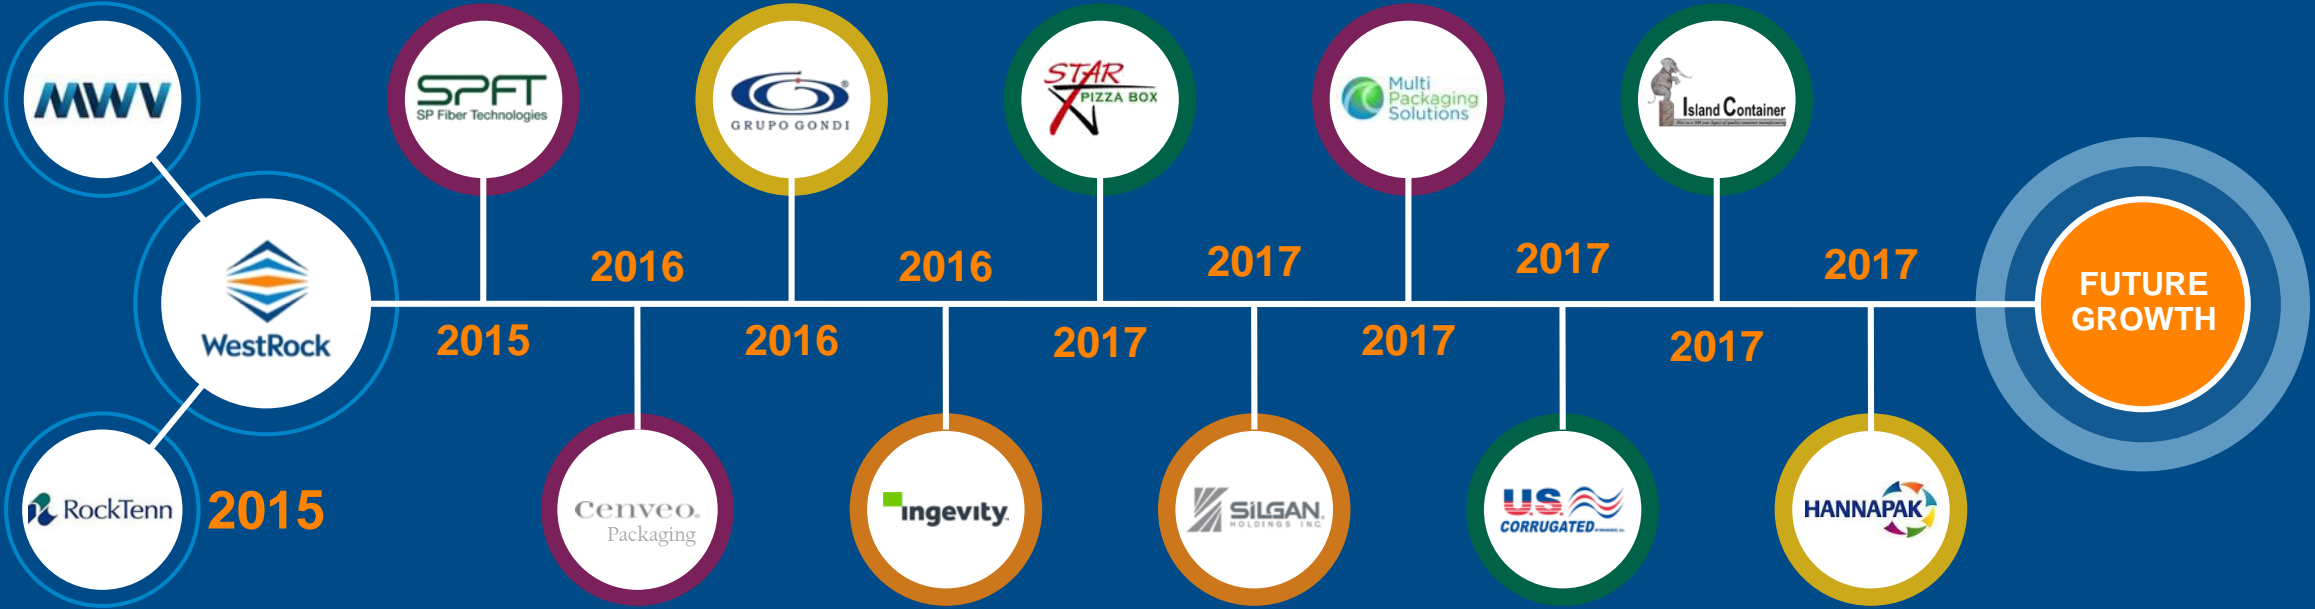 MWV
WestRock
RockTenn
2015
SPFT
SP Fiber Technologies
2015
2016
cenveo.
Packaging
GRUPO GONDI
2016
2016
ingevity
STAR
PIZZA BOX
2017
2017
SILGAN
HOLDINGS INC.
Multi
Packaging
Solutions
2017
2017
U.S.
CORRUGATED
Island Container
2017
2017
HANNAPAK
FUTURE
GROWTH